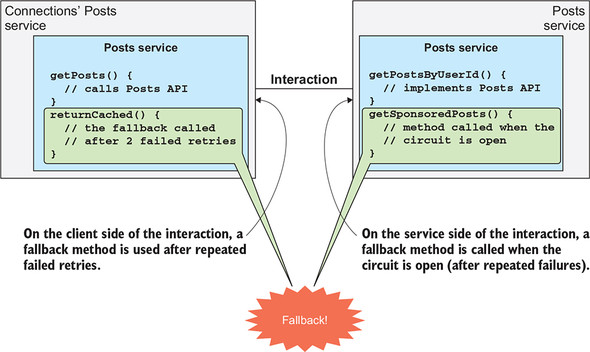 Connections’ Posts
service
Posts service
getPosts() {
// calls Posts API
}
returnCached() {
// the fallback called
// after 2 failed retries
}
Interaction
Posts
service
Posts service
getPostsByUserId() {
// implements Posts API
}
getSponsoredPosts() {
// method called when the
// circuit is open
}
On the client side of the interaction, a
fallback method is used after repeated
failed retries.
On the service side of the interaction, a
fallback method is called when the
circuit is open (after repeated failures).
Fallback!